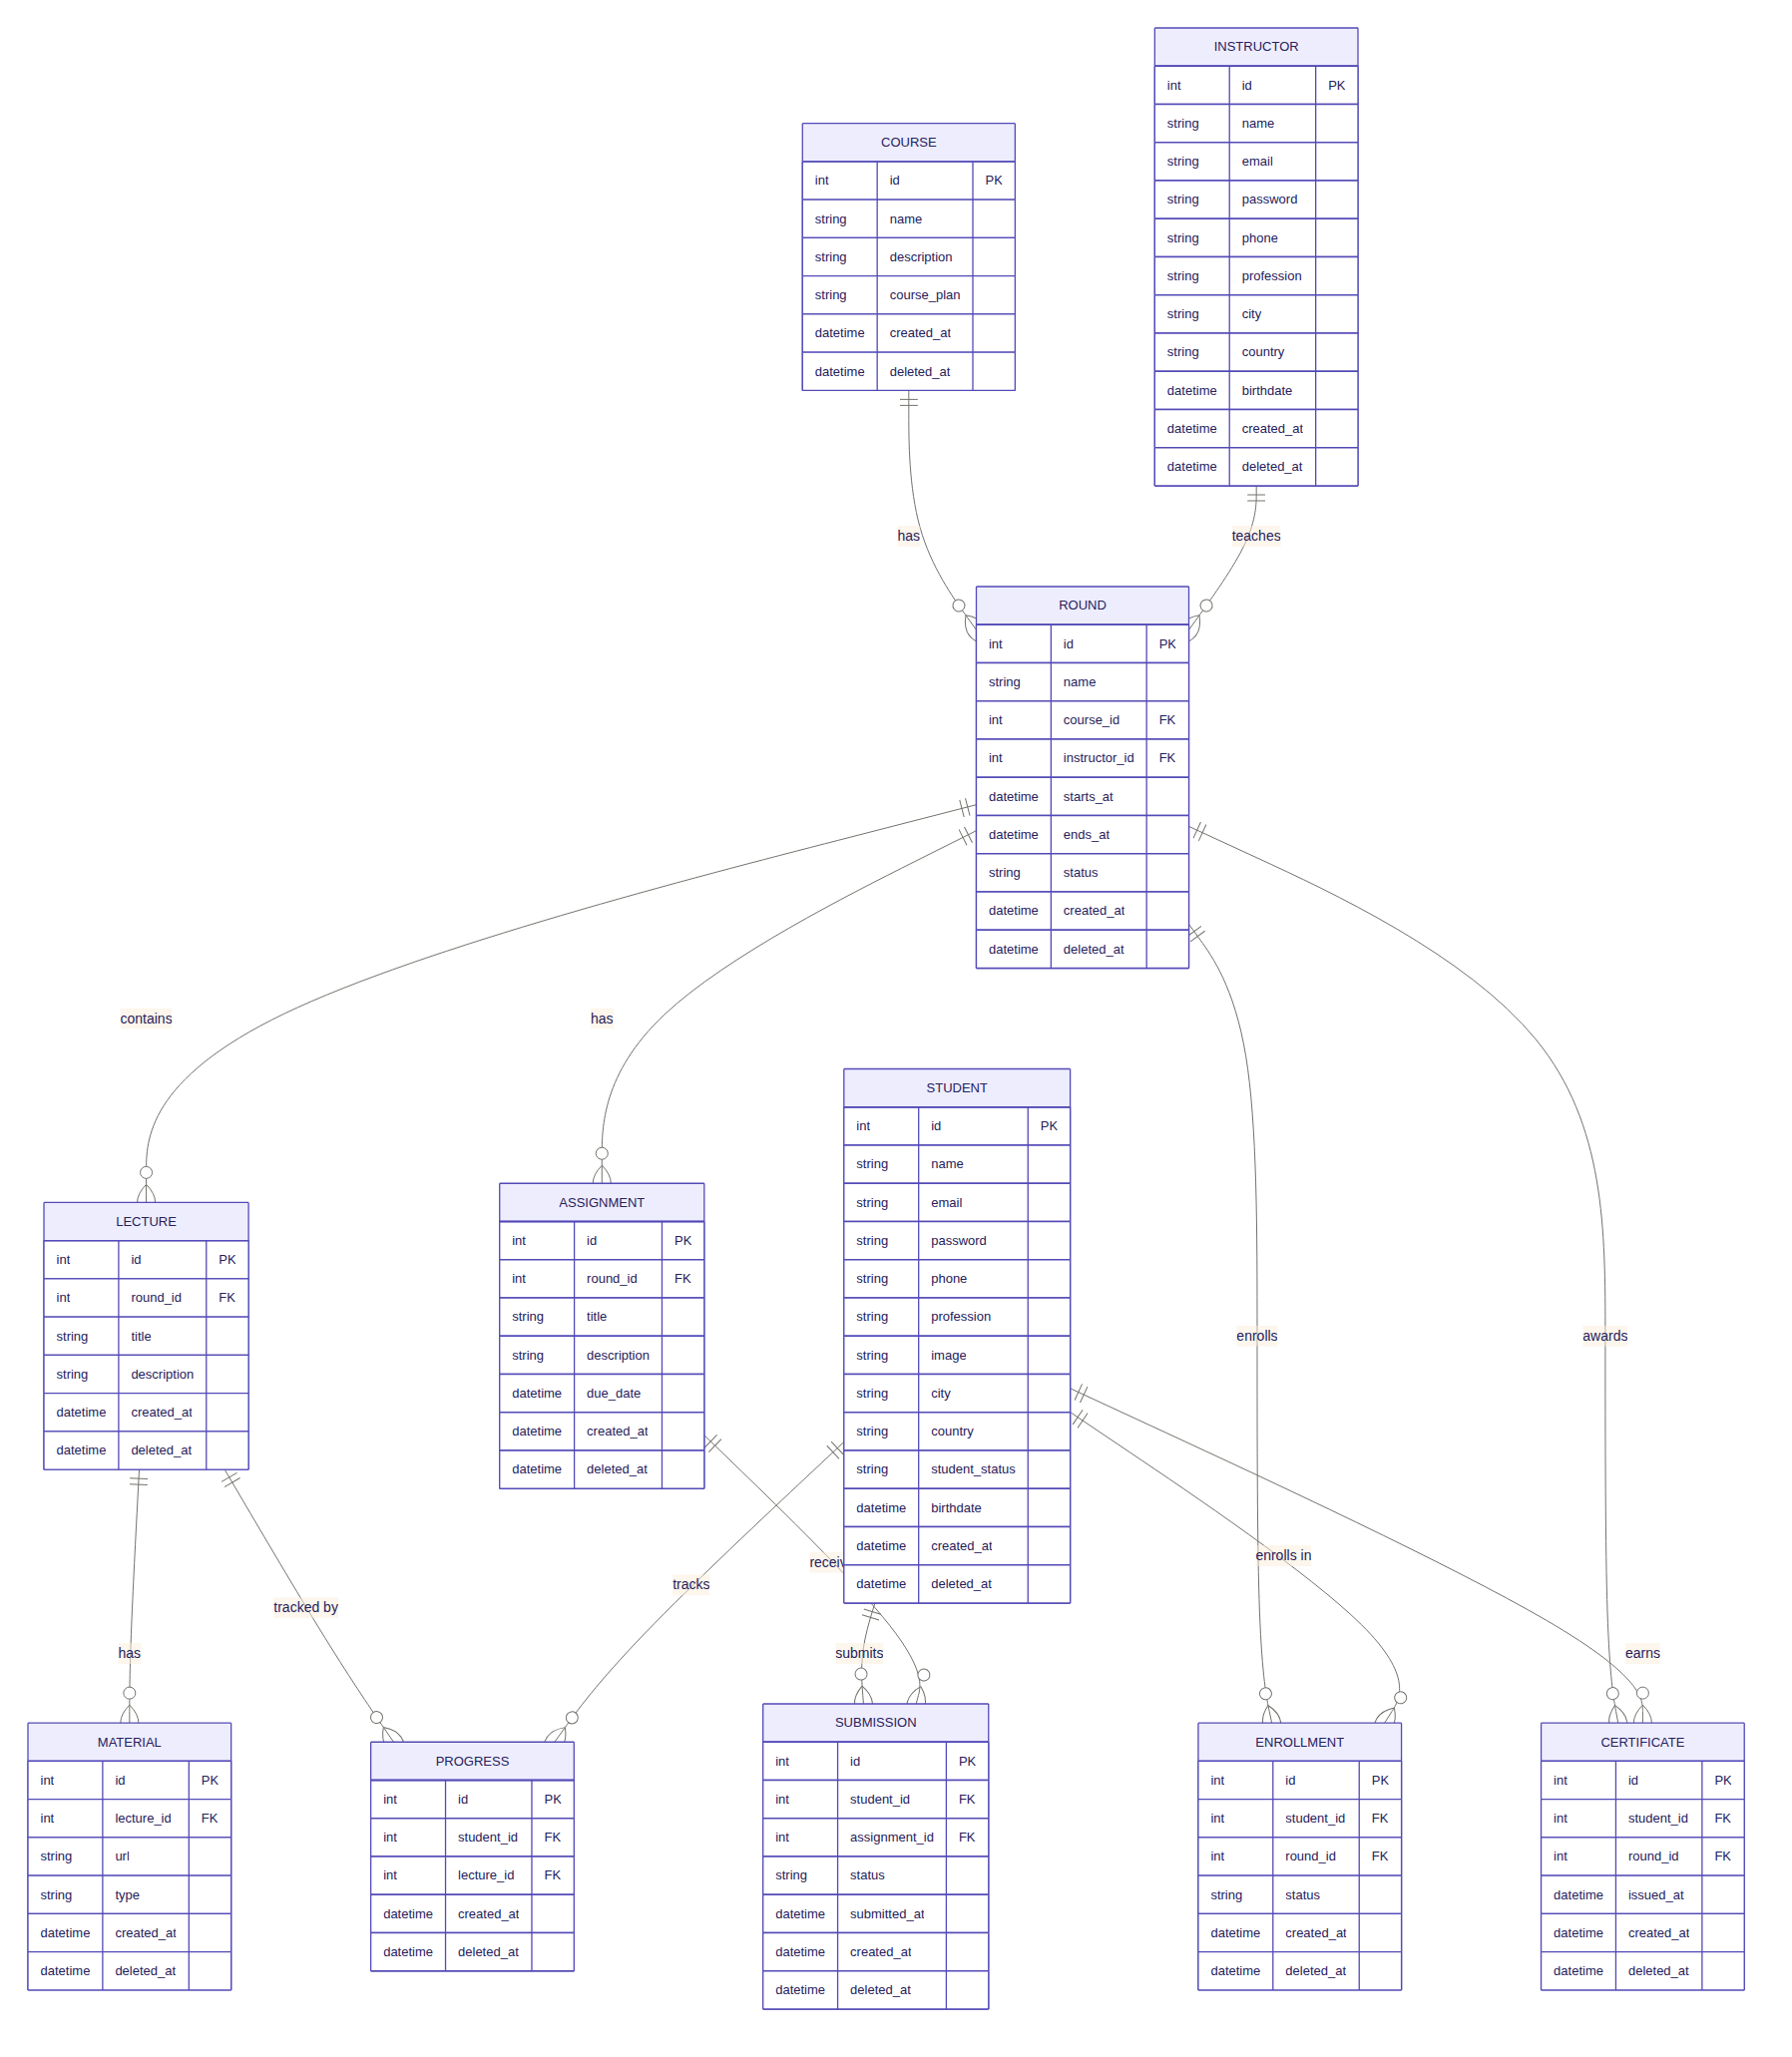 INSTRUCTOR
int id PK
string name
string email
string password
string phone
string profession
string city
string country
datetime birthdate
datetime created_at
datetime deleted_at
COURSE
int id PK
string name
string description
string course_plan
datetime created_at
datetime deleted_at
has
teaches
ROUND
int id PK
string name
int course_id FK
int instructor_id FK
datetime starts_at
datetime ends_at
string status
datetime created_at
datetime deleted_at
contains
has
enrolls
awards
STUDENT
int id PK
string name
string email
string password
string phone
string profession
string image
string city
string country
string student_status
datetime birthdate
datetime created_at
datetime deleted_at
LECTURE
int id PK
int round_id FK
string title
string description
datetime created_at
datetime deleted_at
ASSIGNMENT
int id PK
int round_id FK
string title
string description
datetime due_date
datetime created_at
datetime deleted_at
has
tracked by
tracks
receiv
submits
enrolls in
earns
MATERIAL
int id PK
int lecture_id FK
string url
string type
datetime created_at
datetime deleted_at
PROGRESS
int id PK
int student_id FK
int lecture_id FK
datetime created_at
datetime deleted_at
SUBMISSION
int id PK
int student_id FK
int assignment_id FK
string status
datetime submitted_at
datetime created_at
datetime deleted_at
ENROLLMENT
int id PK
int student_id FK
int round_id FK
string status
datetime created_at
datetime deleted_at
CERTIFICATE
int id PK
int student_id FK
int round_id FK
datetime issued_at
datetime created_at
datetime deleted_at